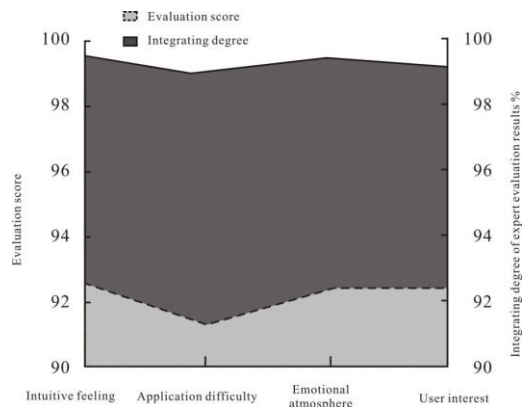 Evaluation score
Integrating degree
100
98
96
94
92
90
Evaluation score
100
98
96
94
92
90
Integrating degree of expert evaluation results %
Intuitive feeling
Application difficulty
Emotional
atmosphere
User interest